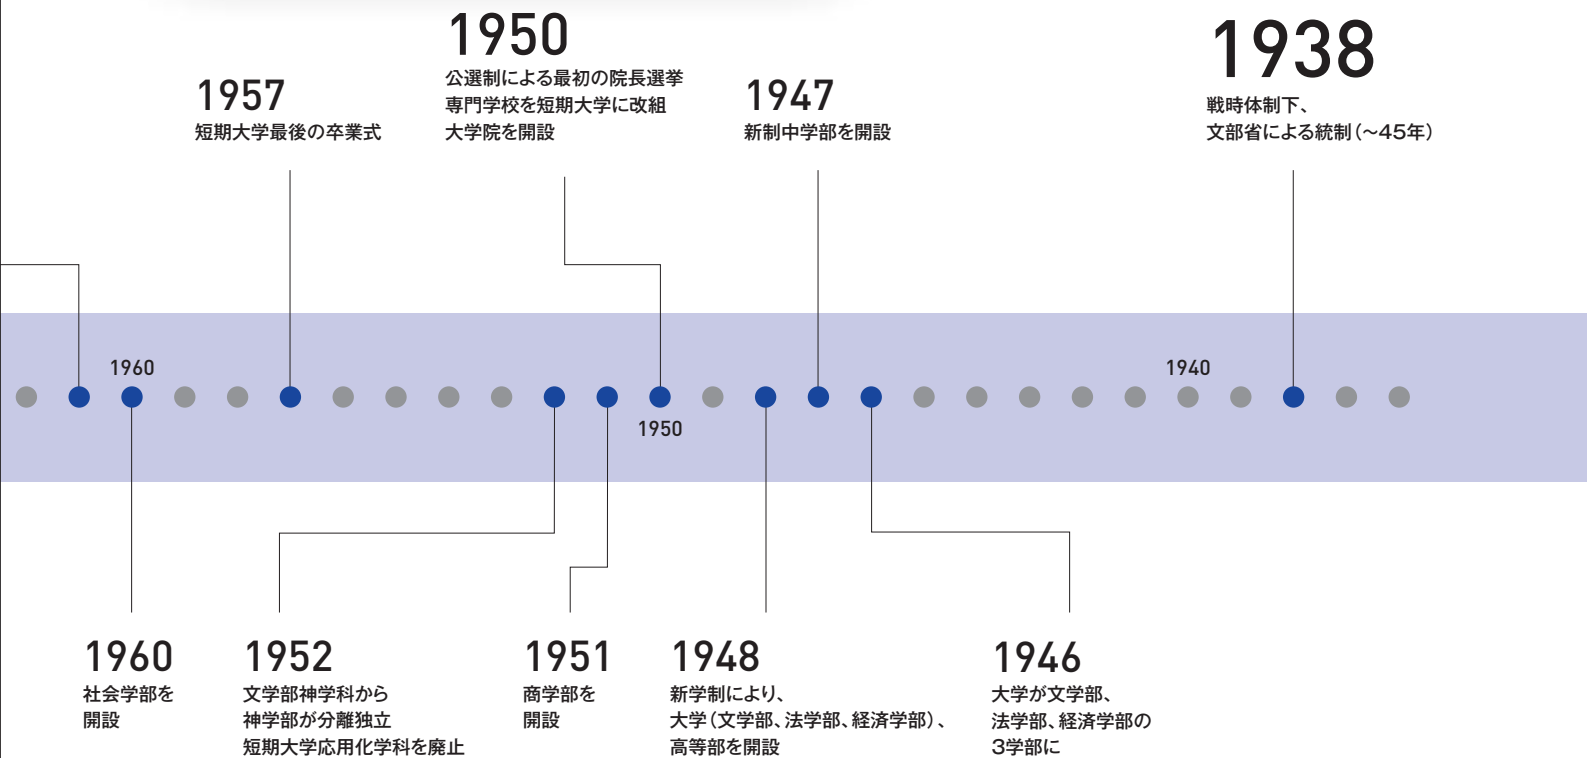 1957
短期大学最後の卒業式
1950
公選制による最初の院長選挙
専門学校を短期大学に改組
大学院を開設
1947
新制中学部を開設
1938
戦時体制下、
文部省による統制(～45年)
1960
1950
1940
1960
社会学部を
開設
1952
文学部神学科から
神学部が分離独立
短期大学応用化学科を廃止
1951
商学部を
開設
1948
新学制により、
大学(文学部、法学部、経済学部)、
高等部を開設
1946
大学が文学部、
法学部、経済学部の
3学部に